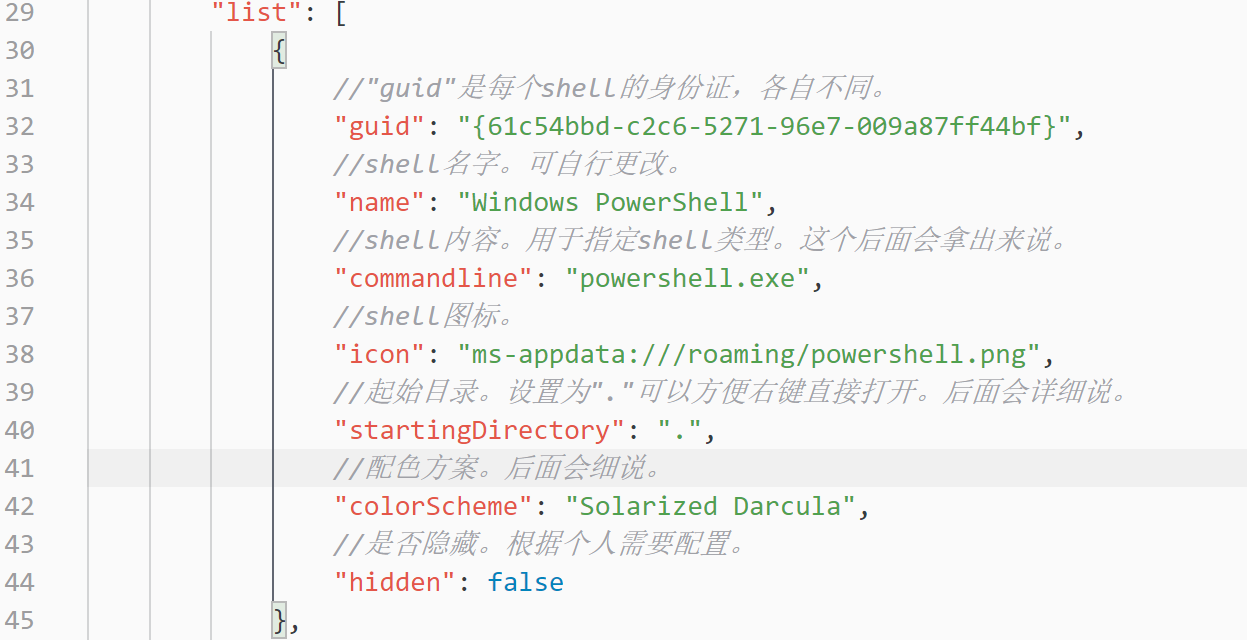 29 "list": [
30 {
31 //"guid"是每个shell的身份证，各自不同。
32 "guid": "{61c54bbd-c2c6-5271-96e7-009a87ff44bf}",
33 //shell名字。可自行更改。
34 "name": "Windows PowerShell",
35 //shell内容。用于指定shell类型。这个后面会拿出来说。
36 "commandline": "powershell.exe",
37 //shell图标。
38 "icon": "ms-appdata:///roaming/powershell.png",
39 //起始目录。设置为"."可以方便右键直接打开。后面会详细说。
40 "startingDirectory": ".",
41 //配色方案。后面会细说。
42 "colorScheme": "Solarized Darcula",
43 //是否隐藏。根据个人需要配置。
44 "hidden": false
45 },